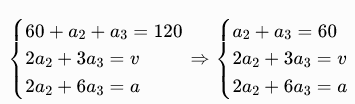 60 + a₂ + a₃ = 120 ⇒ a₂ + a₃ = 60
2a₂ + 3a₃ = v ⇒ 2a₂ + 3a₃ = v
2a₂ + 6a₃ = a ⇒ 2a₂ + 6a₃ = a